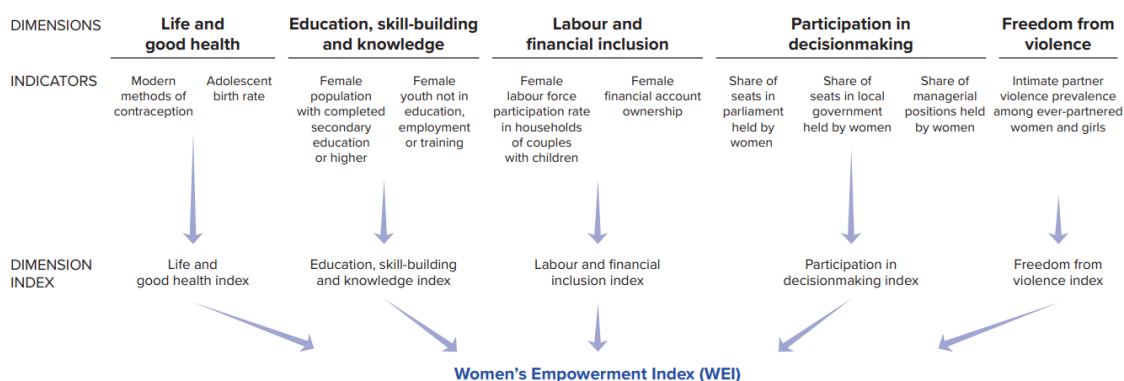 DIMENSIONS
Life and
good health
Education, skill-building
and knowledge
Labour and
financial inclusion
Participation in
decisionmaking
Freedom from
violence
INDICATORS
Modern
methods of
contraception
Adolescent
birth rate
Female
population
with completed
secondary
education
or higher
Female
youth not in
education,
employment
or training
Female
labour force
participation rate
in households
of couples
with children
Female
financial account
ownership
Share of
seats in
parliament
held by
women
Share of
seats in local
government
held by women
Share of
managerial
positions held
by women
Intimate partner
violence prevalence
among ever-partnered
women and girls
DIMENSION
INDEX
Life and
good health index
Education, skill-building
and knowledge index
Labour and financial
inclusion index
Participation in
decisionmaking index
Freedom from
violence index
Women's Empowerment Index (WEI)